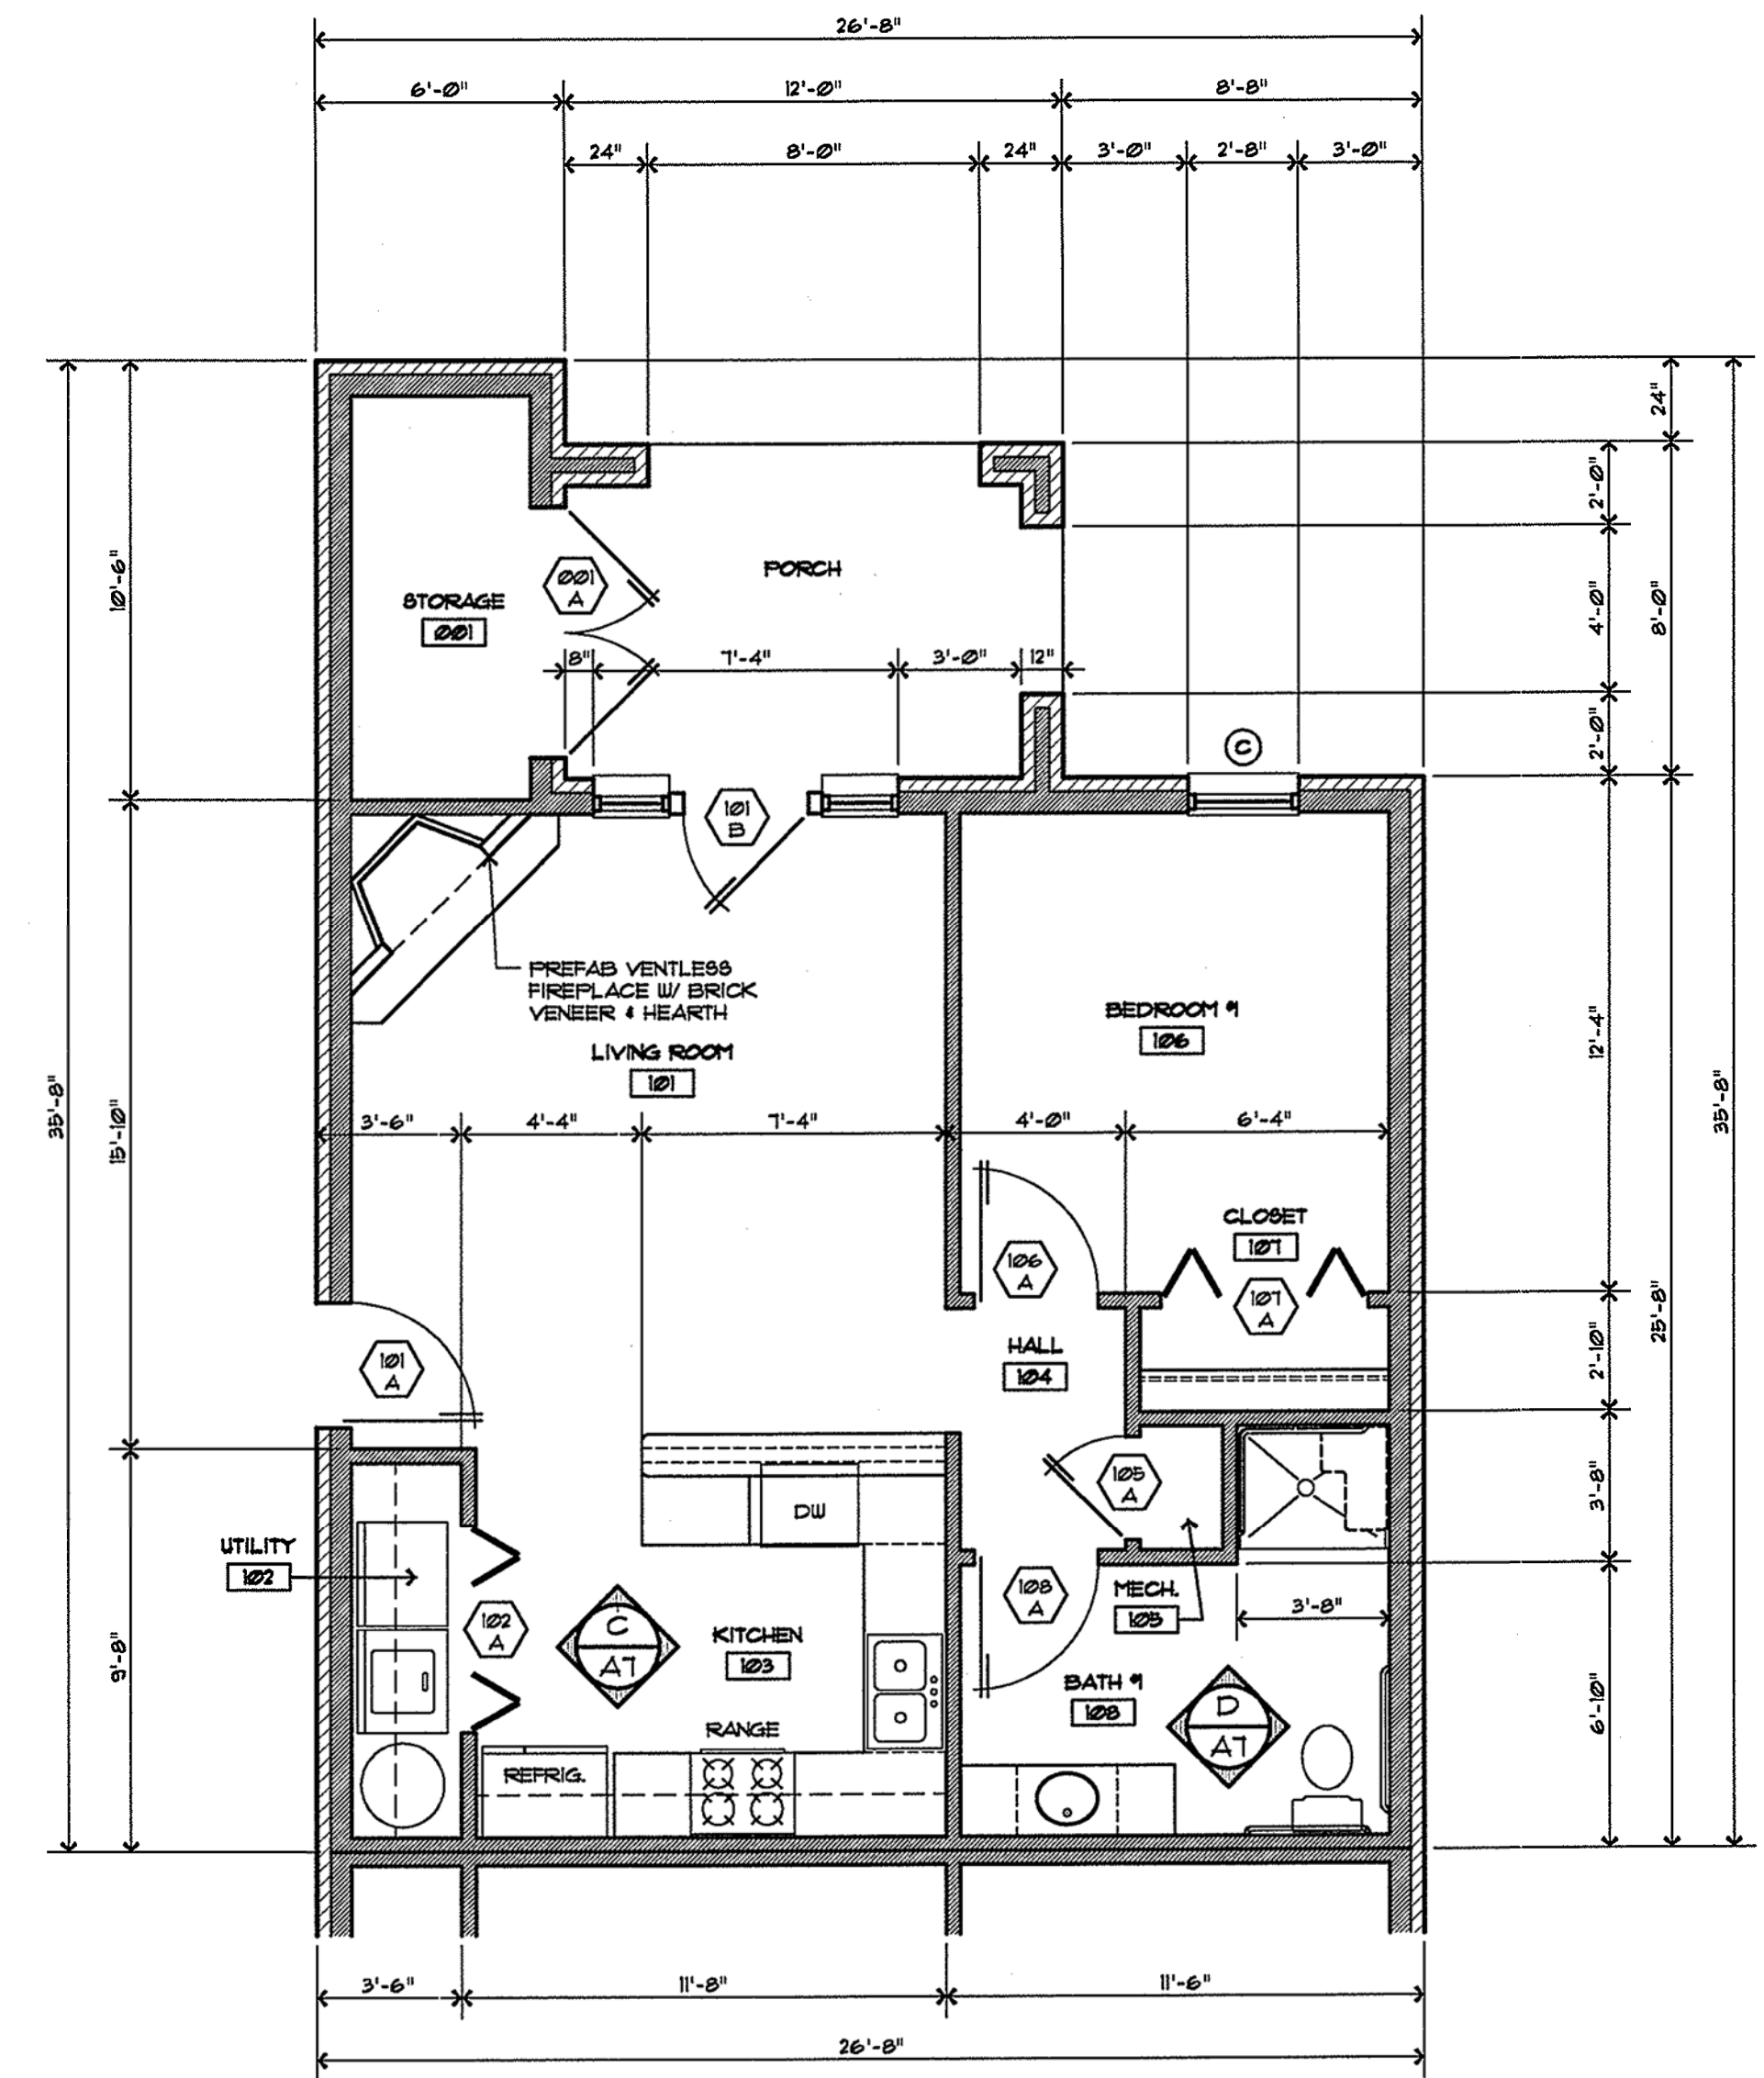 26'-8"
6'-0"
12'-0"
8'-8"
24"
8'-0"
24"
3'-0"
2'-8"
3'-0"
24"
2'-0"
10'-6"
4'-0"
8'-0"
2'-0"
PORCH
001
A
STORAGE
001
8"
7'-4"
3'-0"
12"
C
101
B
PREFAB VENTLESS
FIREPLACE W/ BRICK
VENEER & HEARTH
LIVING ROOM
101
BEDROOM #1
106
12'-4"
35'-8"
15'-10"
35'-8"
3'-6"
4'-4"
7'-4"
4'-0"
6'-4"
CLOSET
107
106
A
107
A
25'-8"
101
A
HALL
104
2'-10"
105
A
3'-8"
DW
UTILITY
102
102
A
C
A7
KITCHEN
103
108
A
MECH.
105
3'-8"
9'-8"
BATH #1
108
D
A7
6'-10"
RANGE
REFRIG.
3'-6"
11'-8"
11'-6"
26'-8"